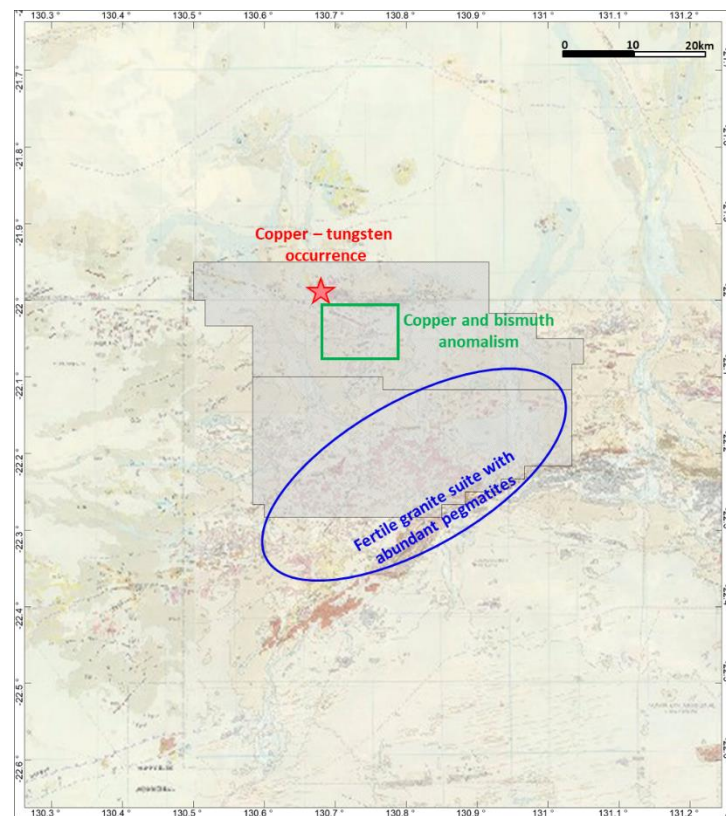 130.3 ° 130.4 ° 130.5 ° 130.6 ° 130.7 ° 130.8 ° 130.9 ° 131 ° 131.1 ° 131.2 °
0 10 20km
-21.7 °
-21.8 °
-21.9 °
Copper – tungsten
occurrence
-22 °
Copper and bismuth
anomalism
-22.1 °
-22.2 °
Fertile granite suite with
abundant pegmatites
-22.3 °
-22.4 °
-22.5 °
-22.6 °
130.3 ° 130.4 ° 130.5 ° 130.6 ° 130.7 ° 130.8 ° 130.9 ° 131 ° 131.1 ° 131.2 °